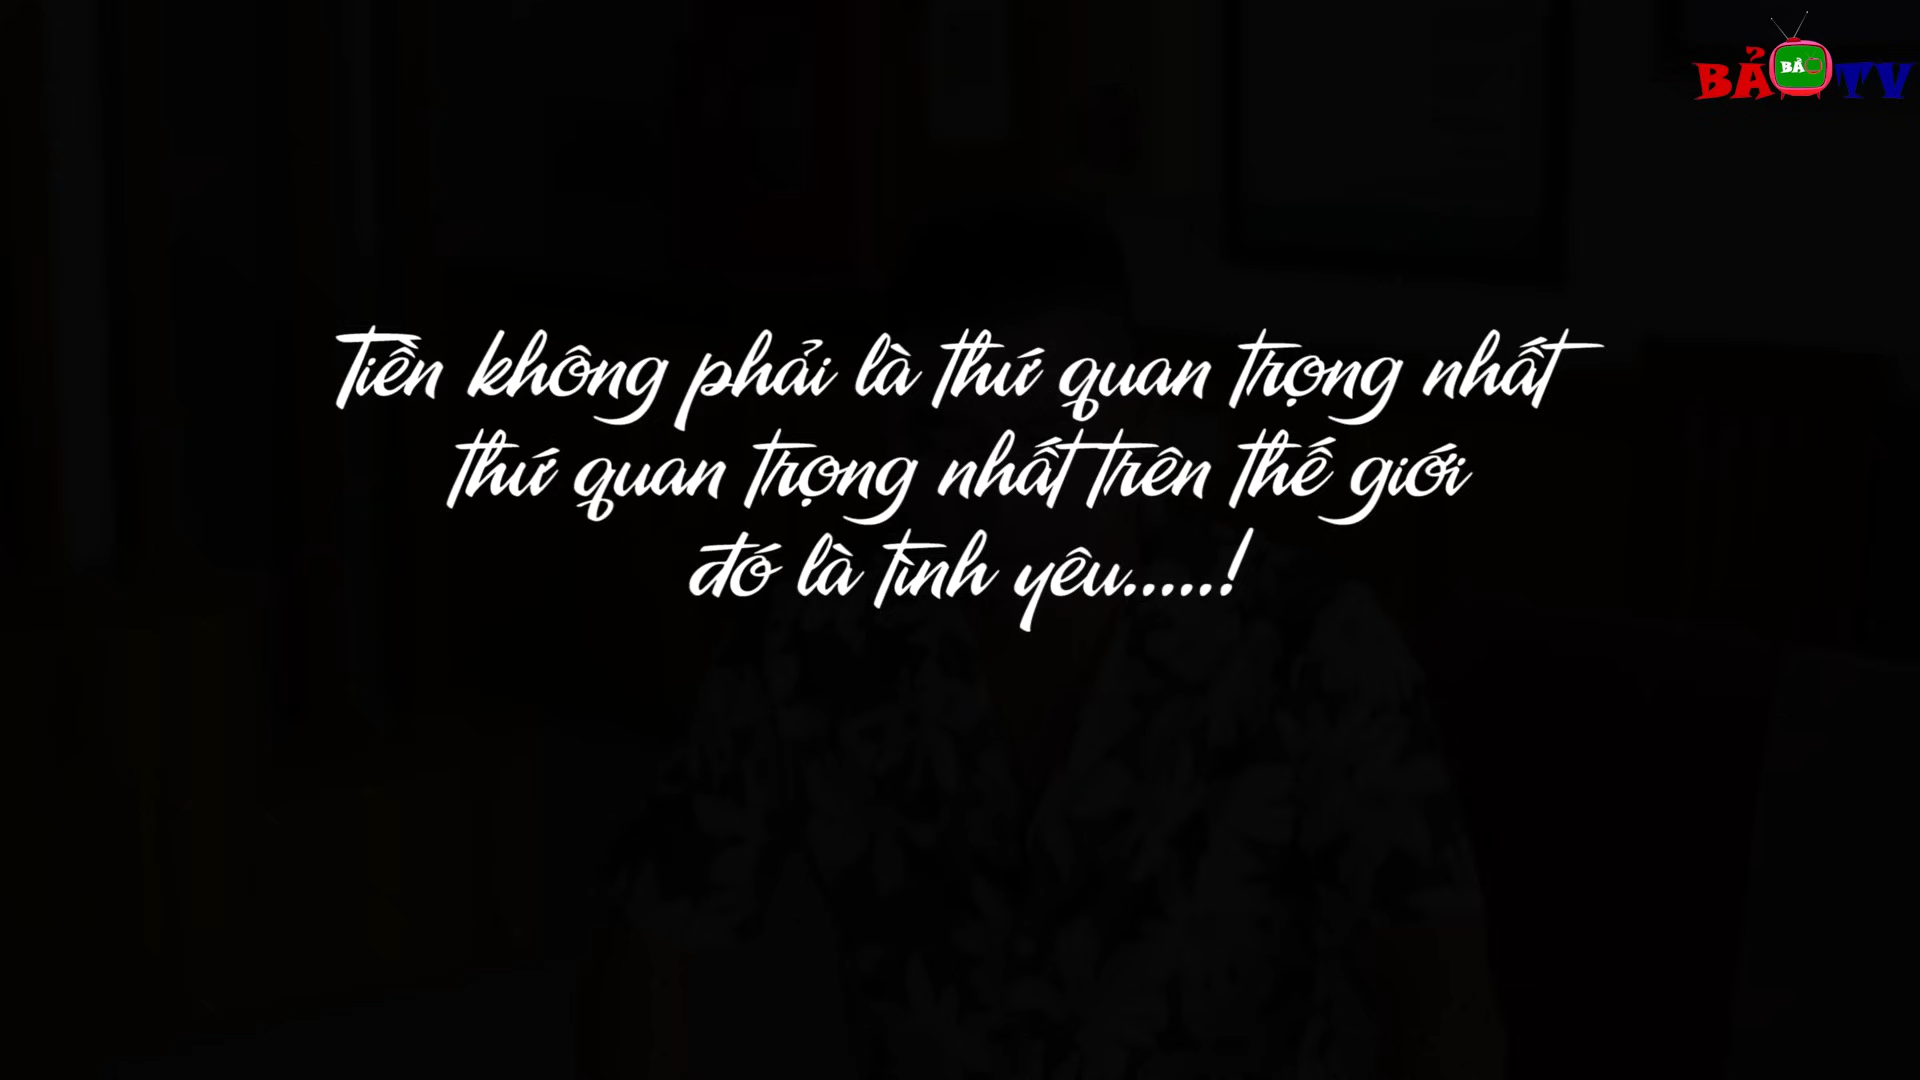 BẢO TV
BẢO
Tiền không phải là thứ quan trọng nhất
thứ quan trọng nhất trên thế giới
đó là tình yêu.....!